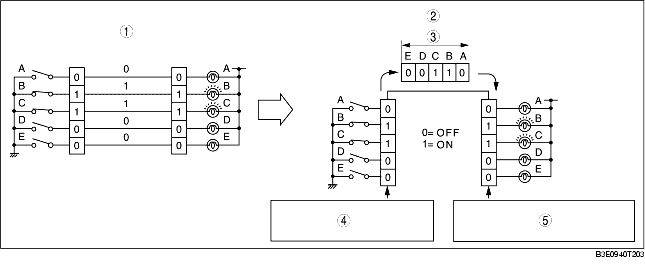 ①
②
③
E D C B A
0 0 1 1 0
A 0 0 0 A
B 1 1 1 B
C 1 1 1 C
D 0 0 0 D
E 0 0 0 E
A 0 0 A
B 1 1 B
C 1 1 C
D 0 0 D
E 0 0 E
0= OFF
1= ON
④
⑤
B3E0940T203